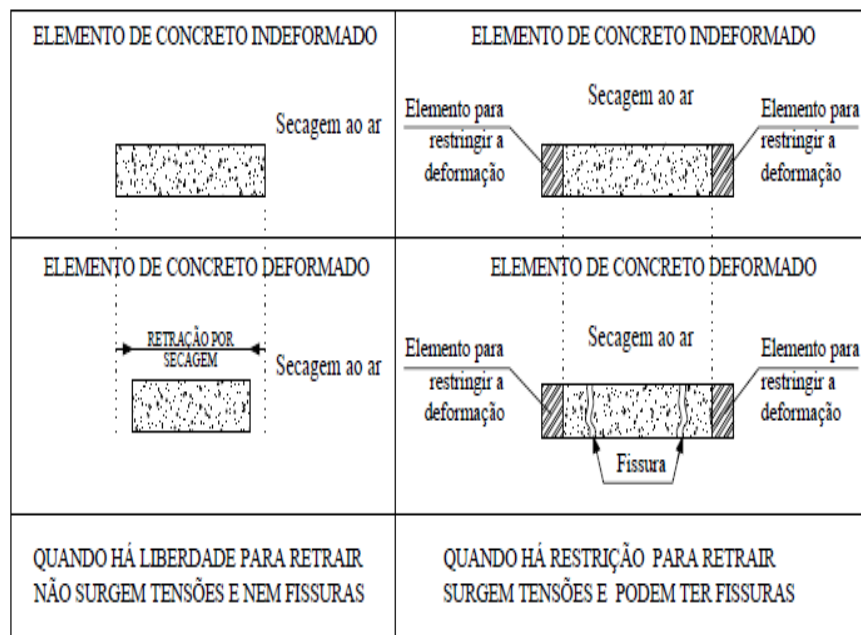 ELEMENTO DE CONCRETO INDEFORMADO
Secagem ao ar
ELEMENTO DE CONCRETO INDEFORMADO
Secagem ao ar
Elemento para
restringir a
deformação
Elemento para
restringir a
deformação
ELEMENTO DE CONCRETO DEFORMADO
RETRAÇÃO POR
SECAGEM
Secagem ao ar
ELEMENTO DE CONCRETO DEFORMADO
Secagem ao ar
Elemento para
restringir a
deformação
Elemento para
restringir a
deformação
Fissura
QUANDO HÁ LIBERDADE PARA RETRAIR
NÃO SURGEM TENSÕES E NEM FISSURAS
QUANDO HÁ RESTRIÇÃO PARA RETRAIR
SURGEM TENSÕES E PODEM TER FISSURAS